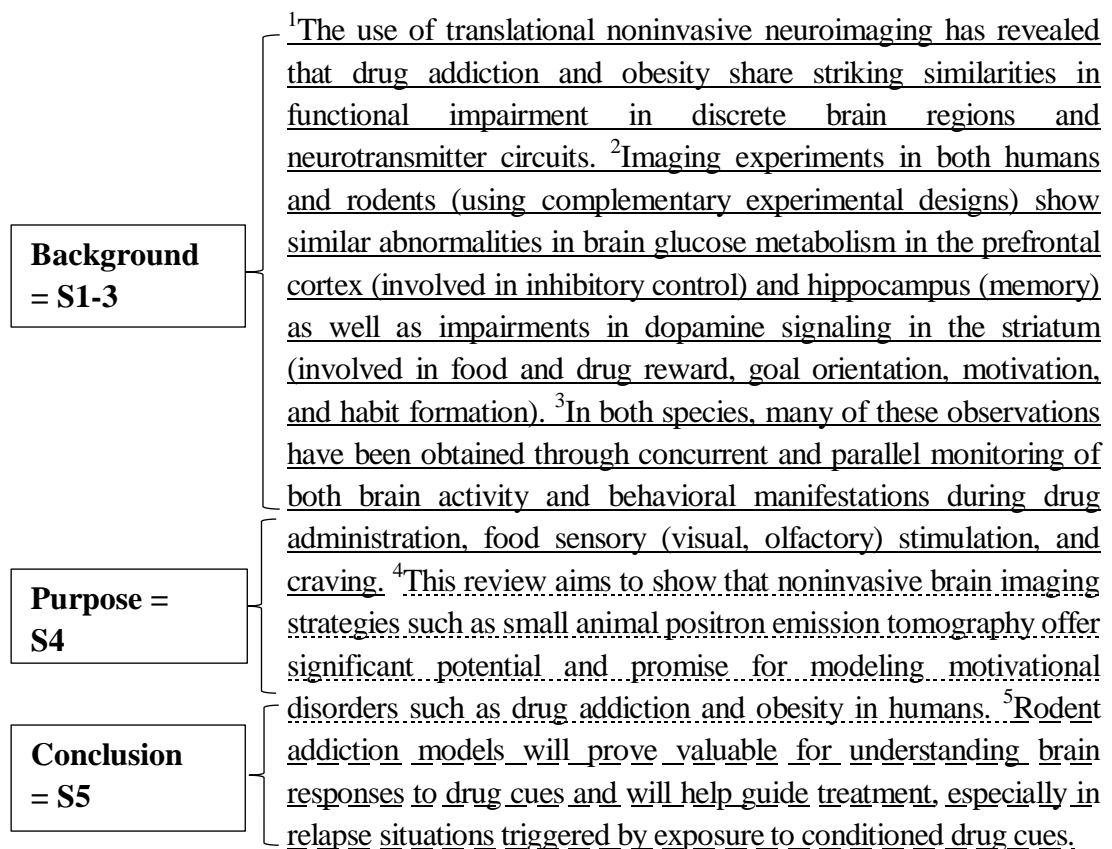 ¹The use of translational noninvasive neuroimaging has revealed
that drug addiction and obesity share striking similarities in
functional impairment in discrete brain regions and
neurotransmitter circuits. ²Imaging experiments in both humans
and rodents (using complementary experimental designs) show
similar abnormalities in brain glucose metabolism in the prefrontal
cortex (involved in inhibitory control) and hippocampus (memory)
as well as impairments in dopamine signaling in the striatum
(involved in food and drug reward, goal orientation, motivation,
and habit formation). ³In both species, many of these observations
have been obtained through concurrent and parallel monitoring of
both brain activity and behavioral manifestations during drug
administration, food sensory (visual, olfactory) stimulation, and
craving. ⁴This review aims to show that noninvasive brain imaging
strategies such as small animal positron emission tomography offer
significant potential and promise for modeling motivational
disorders such as drug addiction and obesity in humans. ⁵Rodent
addiction models will prove valuable for understanding brain
responses to drug cues and will help guide treatment, especially in
relapse situations triggered by exposure to conditioned drug cues.
Background
= S1-3
Purpose =
S4
Conclusion
= S5